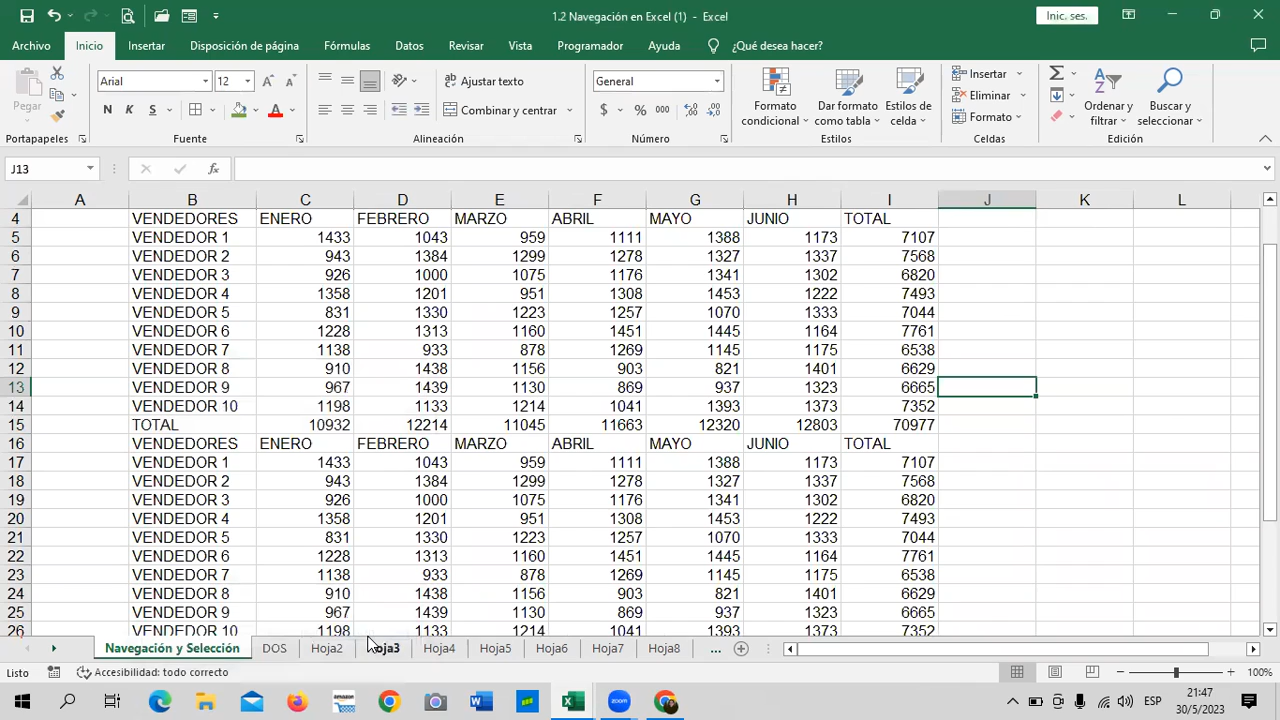 1.2 Navegación en Excel (1) - Excel
Inic. ses.
Archivo Inicio Insertar Disposición de página Fórmulas Datos Revisar Vista Programador Ayuda ¿Qué desea hacer?
Pegar
Arial 12
N K S
Ajustar texto
Combinar y centrar
General
$ % 000
Formato condicional
Dar formato como tabla
Estilos de celda
Insertar
Eliminar
Formato
Ordenar y filtrar
Buscar y seleccionar
Portapapeles Fuente Alineación Número Estilos Celdas Edición
J13 fx
A B C D E F G H I J K L
4 VENDEDORES ENERO FEBRERO MARZO ABRIL MAYO JUNIO TOTAL
5 VENDEDOR 1 1433 1043 959 1111 1388 1173 7107
6 VENDEDOR 2 943 1384 1299 1278 1327 1337 7568
7 VENDEDOR 3 926 1000 1075 1176 1341 1302 6820
8 VENDEDOR 4 1358 1201 951 1308 1453 1222 7493
9 VENDEDOR 5 831 1330 1223 1257 1070 1333 7044
10 VENDEDOR 6 1228 1313 1160 1451 1445 1164 7761
11 VENDEDOR 7 1138 933 878 1269 1145 1175 6538
12 VENDEDOR 8 910 1438 1156 903 821 1401 6629
13 VENDEDOR 9 967 1439 1130 869 937 1323 6665
14 VENDEDOR 10 1198 1133 1214 1041 1393 1373 7352
15 TOTAL 10932 12214 11045 11663 12320 12803 70977
16 VENDEDORES ENERO FEBRERO MARZO ABRIL MAYO JUNIO TOTAL
17 VENDEDOR 1 1433 1043 959 1111 1388 1173 7107
18 VENDEDOR 2 943 1384 1299 1278 1327 1337 7568
19 VENDEDOR 3 926 1000 1075 1176 1341 1302 6820
20 VENDEDOR 4 1358 1201 951 1308 1453 1222 7493
21 VENDEDOR 5 831 1330 1223 1257 1070 1333 7044
22 VENDEDOR 6 1228 1313 1160 1451 1445 1164 7761
23 VENDEDOR 7 1138 933 878 1269 1145 1175 6538
24 VENDEDOR 8 910 1438 1156 903 821 1401 6629
25 VENDEDOR 9 967 1439 1130 869 937 1323 6665
26 VENDEDOR 10 1198 1133 1214 1041 1393 1373 7352
Navegación y Selección DOS Hoja2 Hoja3 Hoja4 Hoja5 Hoja6 Hoja7 Hoja8 ...
Listo Accesibilidad: todo correcto 100%
amazon
zoom
ESP
21:47
30/5/2023